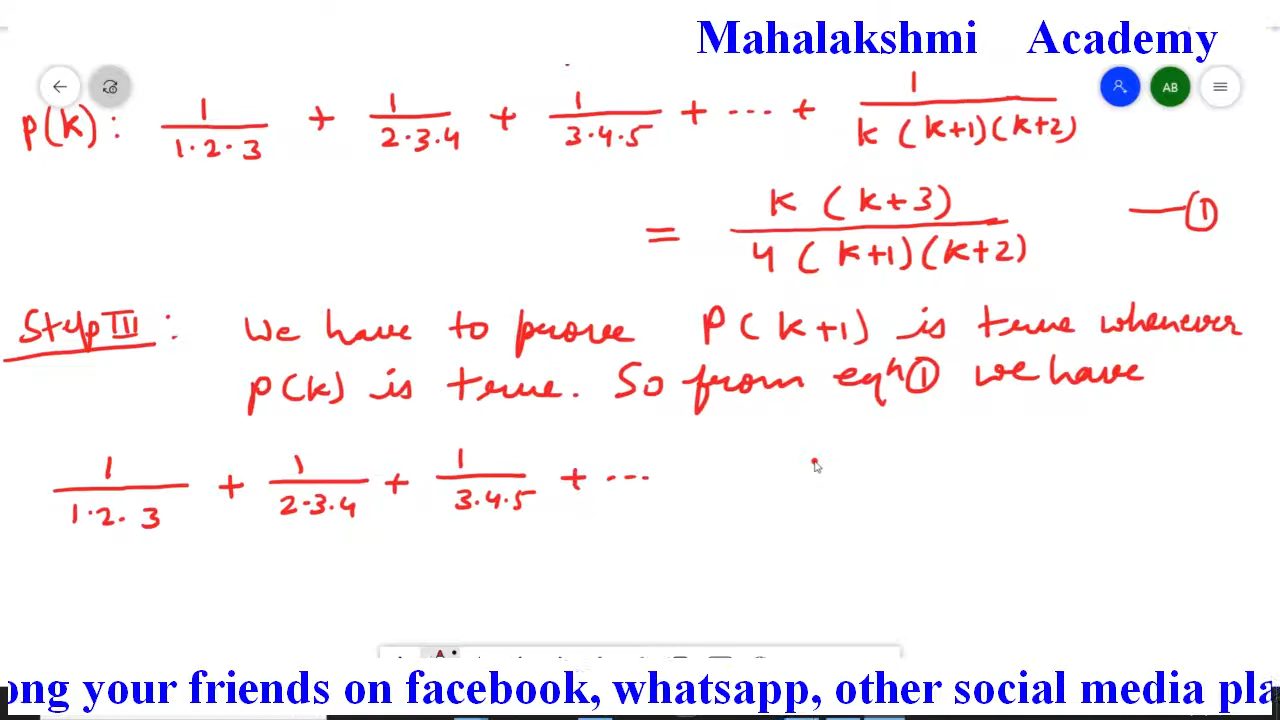 Mahalakshmi Academy
AB
P(k): 1/(1·2·3) + 1/(2·3·4) + 1/(3·4·5) + ... + 1/(k(k+1)(k+2))
= k(k+3)/(4(k+1)(k+2)) —①
Step III: We have to prove P(k+1) is true whenever
P(k) is true. So from eqⁿ① we have
1/(1·2·3) + 1/(2·3·4) + 1/(3·4·5) + ...
ong your friends on facebook, whatsapp, other social media pla